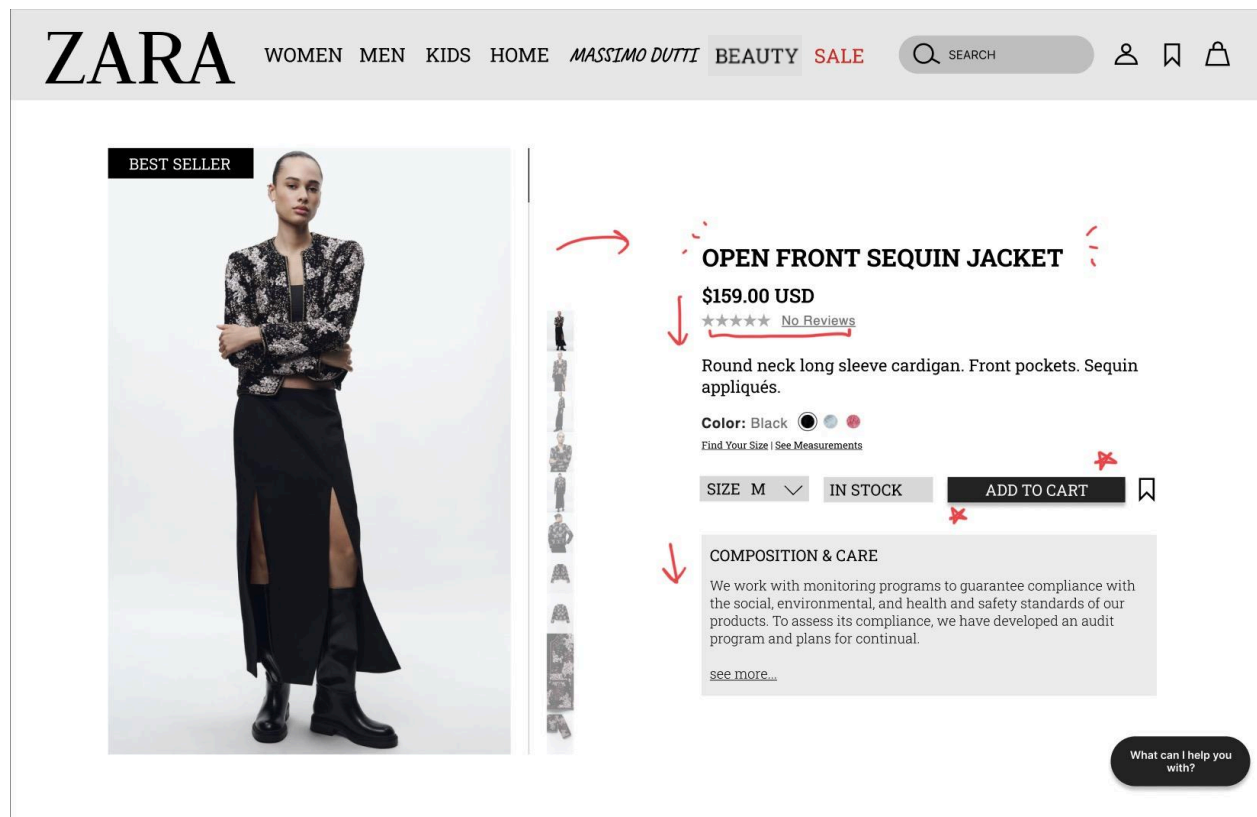 ZARA WOMEN MEN KIDS HOME MASSIMO DUTTI BEAUTY SALE SEARCH
BEST SELLER
OPEN FRONT SEQUIN JACKET
$159.00 USD
★★★★★ No Reviews
Round neck long sleeve cardigan. Front pockets. Sequin
appliqués.
Color: Black
Find Your Size | See Measurements
SIZE M IN STOCK ADD TO CART
COMPOSITION & CARE
We work with monitoring programs to guarantee compliance with
the social, environmental, and health and safety standards of our
products. To assess its compliance, we have developed an audit
program and plans for continual.
see more...
What can I help you
with?